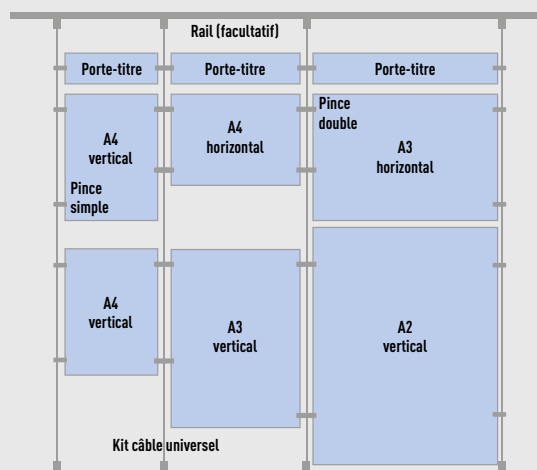 Rail (facultatif)
Porte-titre
Porte-titre
Porte-titre
A4
vertical
Pince
simple
A4
horizontal
Pince
double
A3
horizontal
A4
vertical
A3
vertical
A2
vertical
Kit câble universel